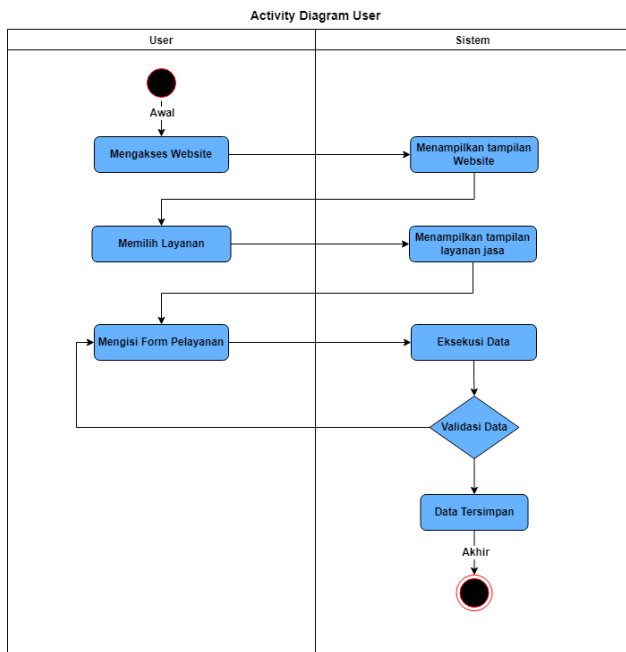 Activity Diagram User
User
Sistem
Awal
Mengakses Website
Menampilkan tampilan
Website
Memilih Layanan
Menampilkan tampilan
layanan jasa
Mengisi Form Pelayanan
Eksekusi Data
Validasi Data
Data Tersimpan
Akhir